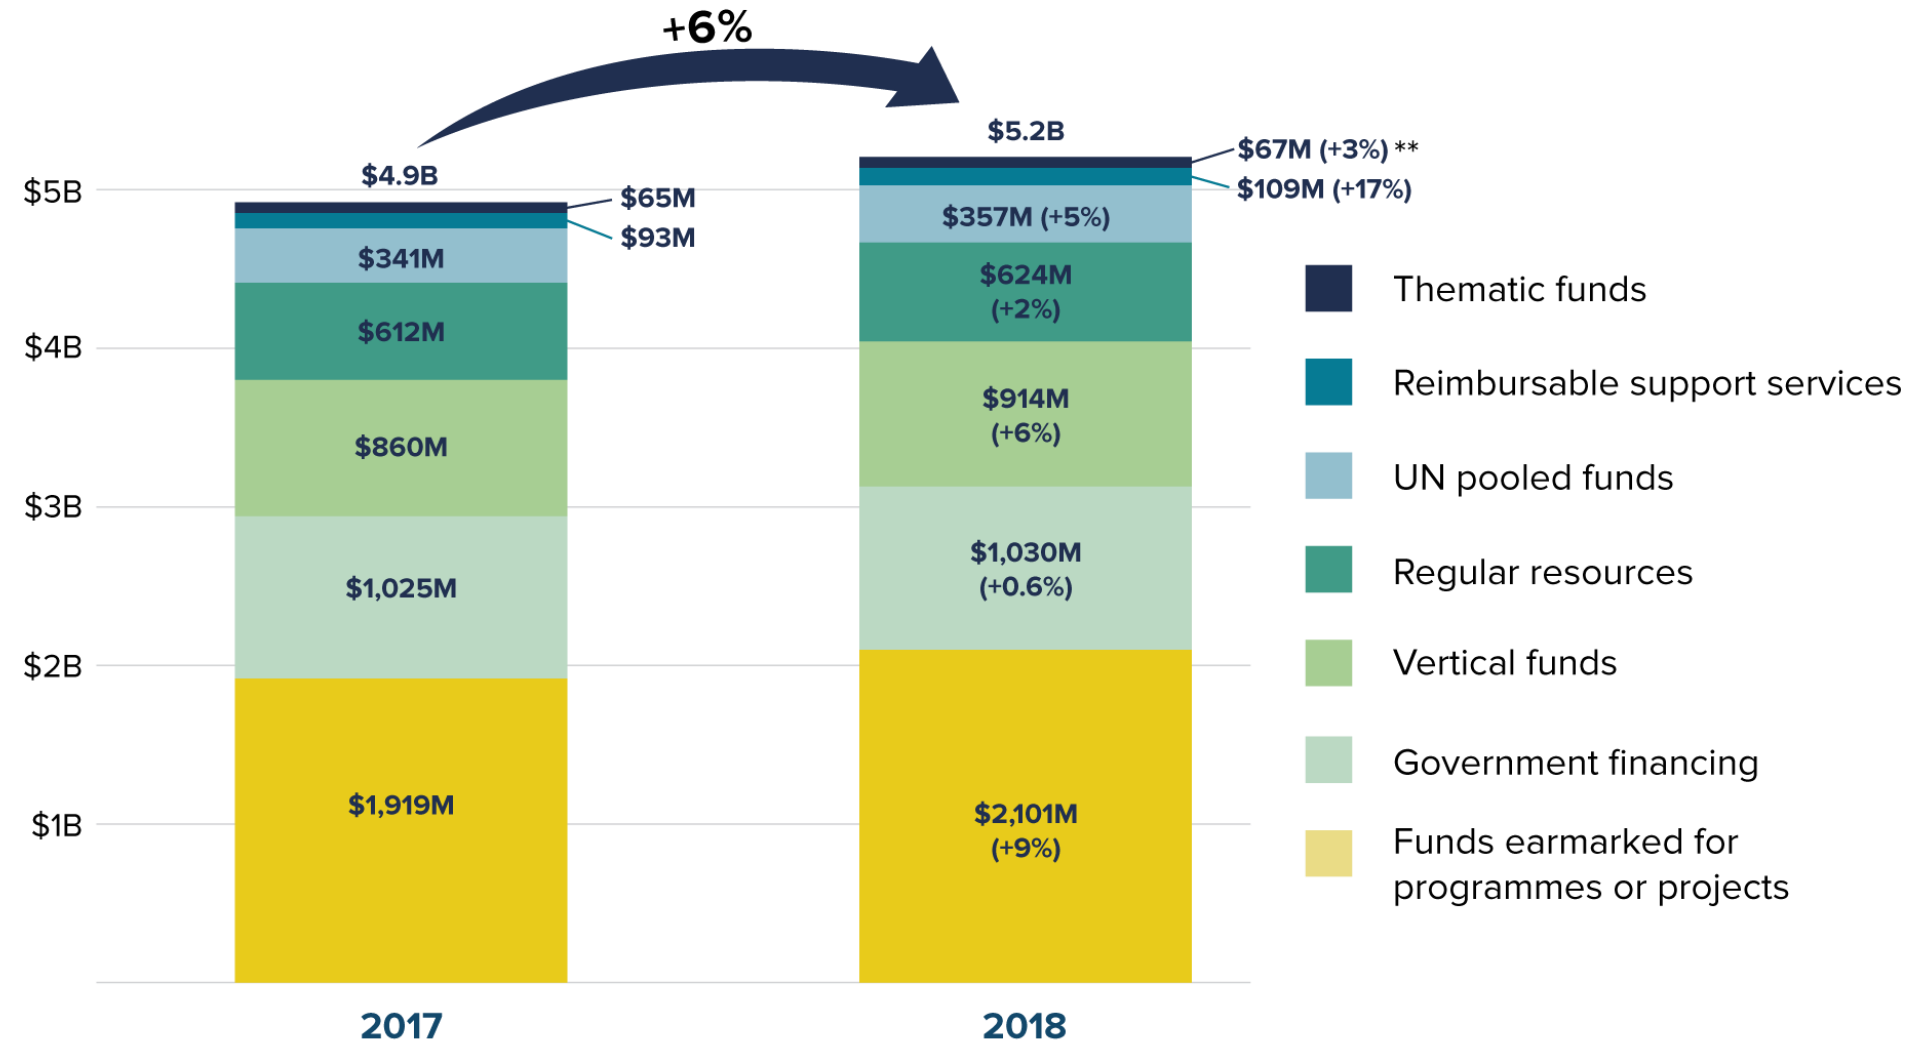 +6%
$5.2B
$4.9B
$67M (+3%) **
$109M (+17%)
$5B
$65M
$93M
$357M (+5%)
$341M
$624M
(+2%)
$612M
$4B
$914M
(+6%)
$860M
$3B
$1,030M
(+0.6%)
$1,025M
$2B
$1,919M
$2,101M
(+9%)
$1B
2017
2018
Thematic funds
Reimbursable support services
UN pooled funds
Regular resources
Vertical funds
Government financing
Funds earmarked for
programmes or projects